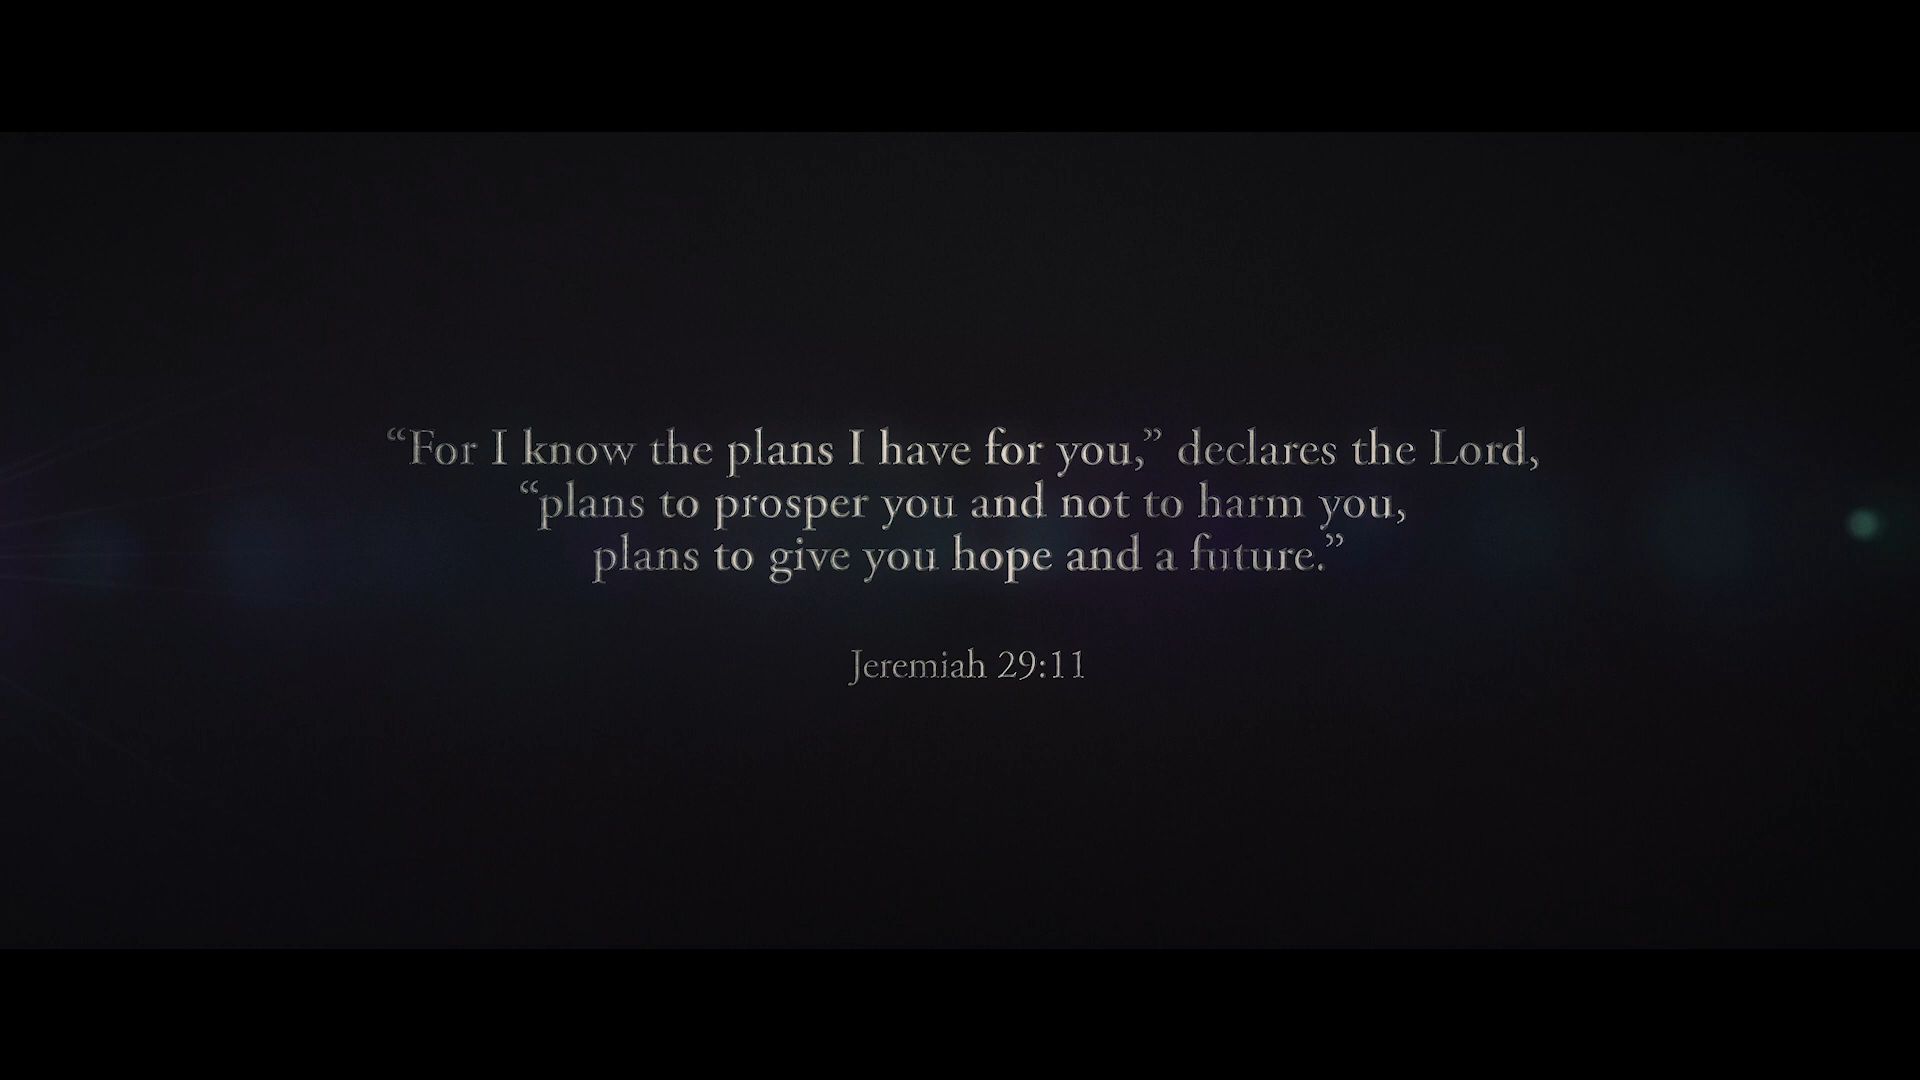 “For I know the plans I have for you,” declares the Lord,
“plans to prosper you and not to harm you,
plans to give you hope and a future.”
Jeremiah 29:11